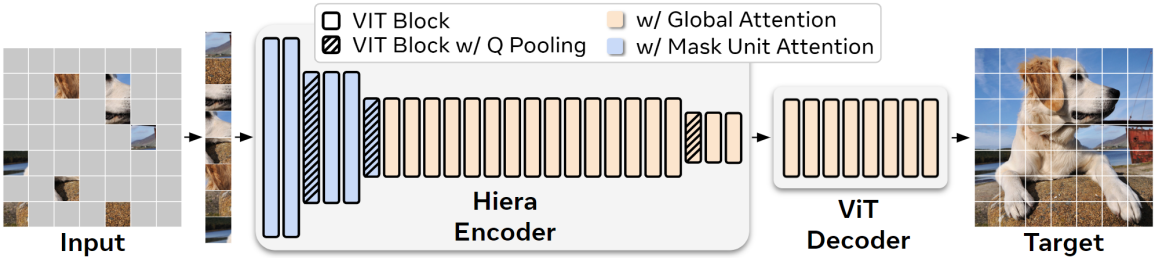 VIT Block
w/ Global Attention
VIT Block w/ Q Pooling
w/ Mask Unit Attention
Input
Hiera
Encoder
ViT
Decoder
Target